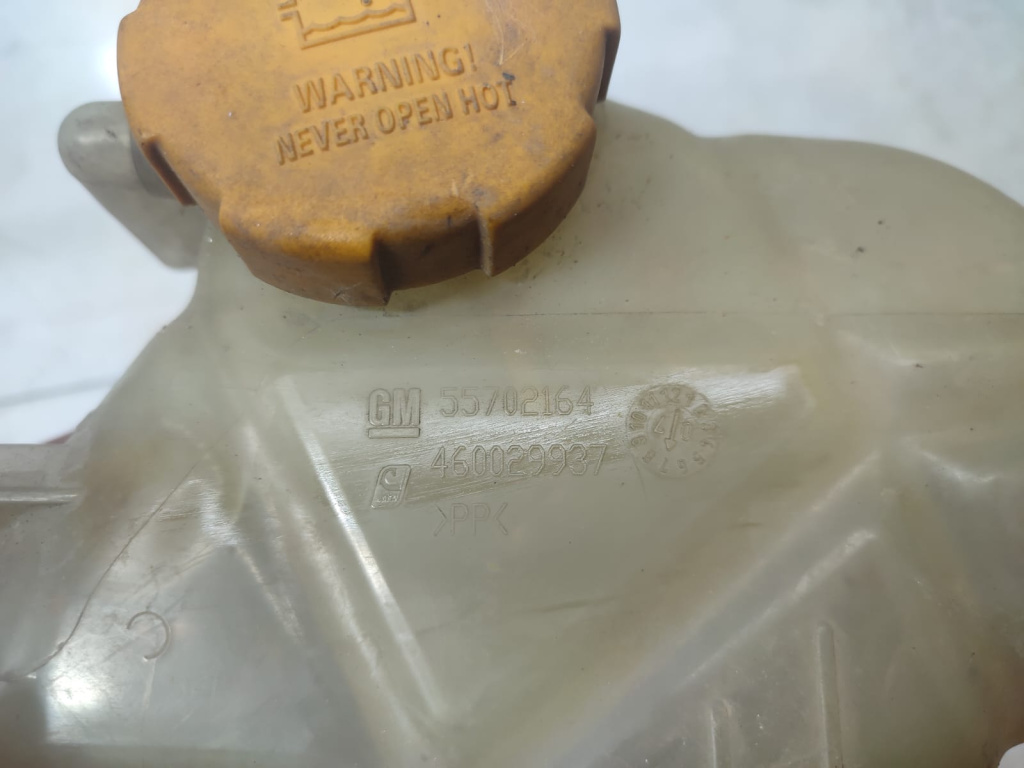 WARNING!
NEVER OPEN HOT
GM 55702164
460029937
>PP<
C